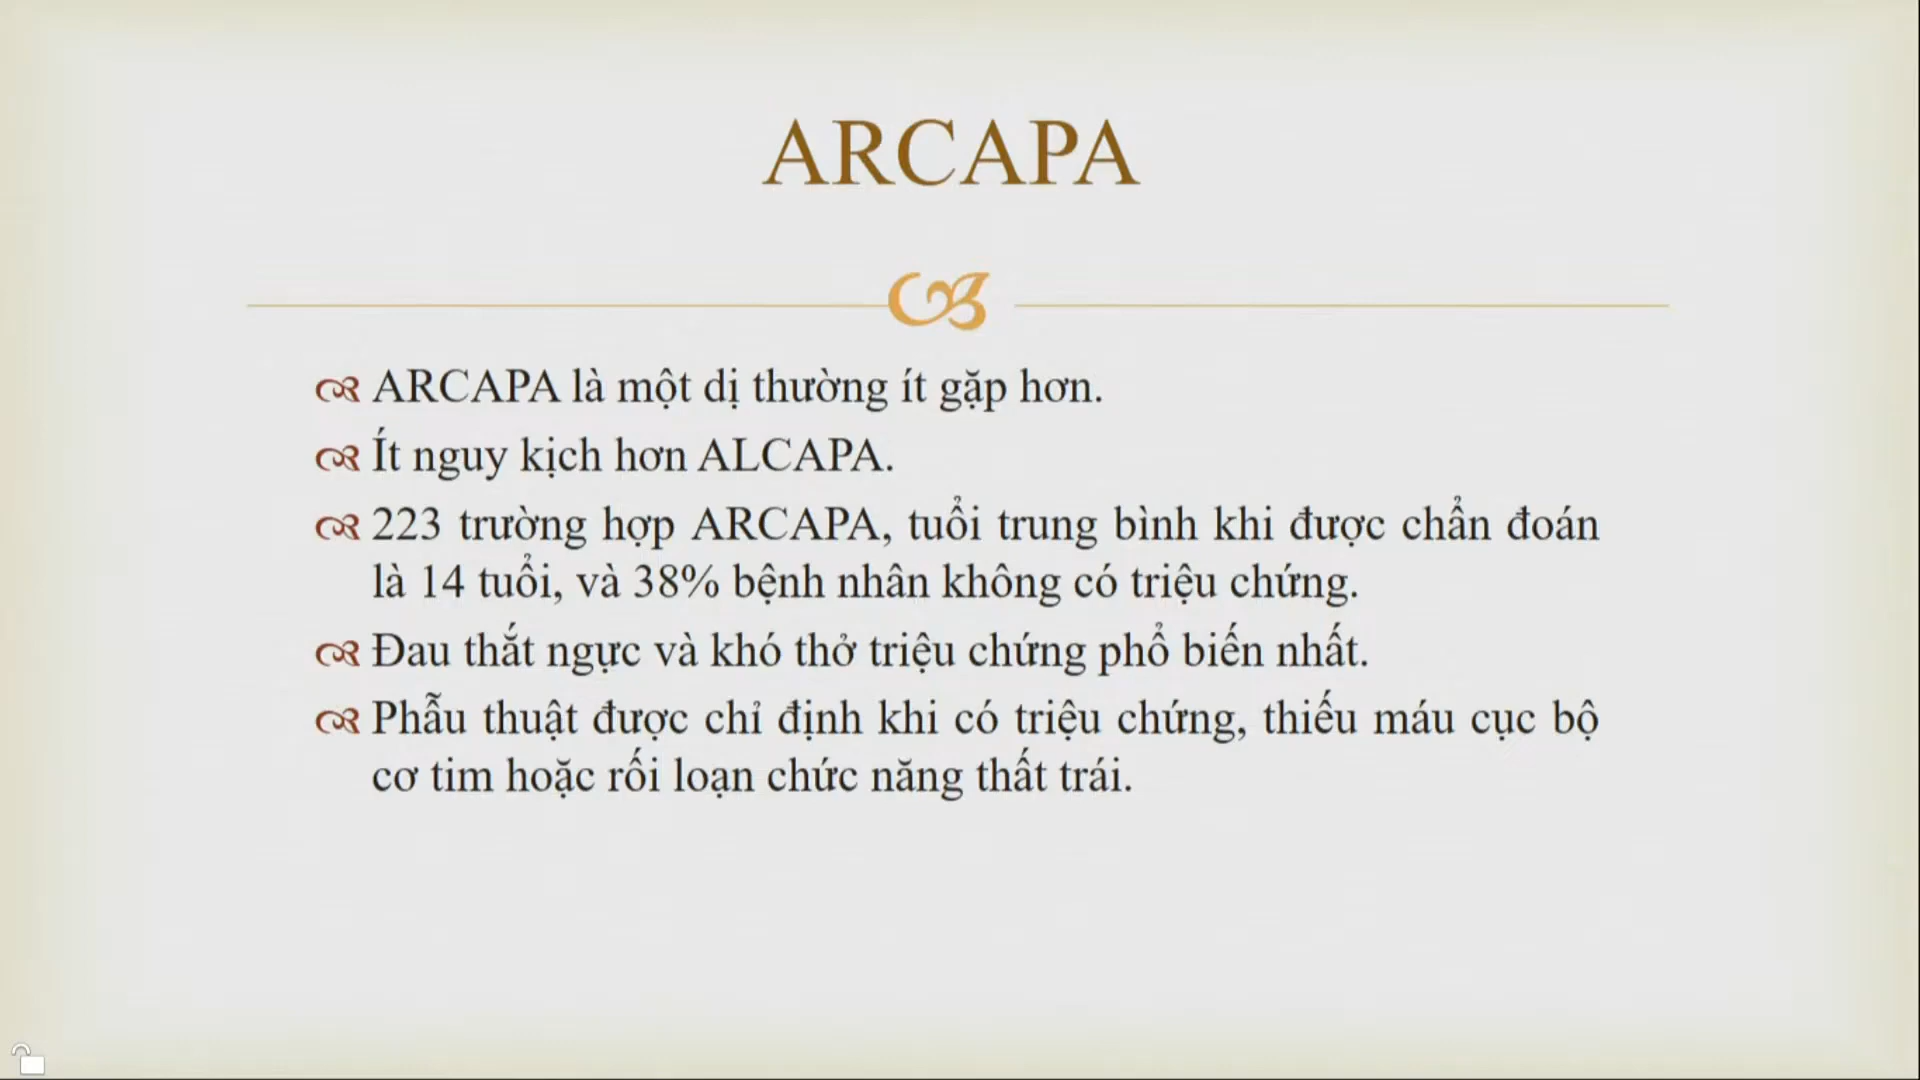 ARCAPA
ARCAPA là một dị thường ít gặp hơn.
Ít nguy kịch hơn ALCAPA.
223 trường hợp ARCAPA, tuổi trung bình khi được chẩn đoán
là 14 tuổi, và 38% bệnh nhân không có triệu chứng.
Đau thắt ngực và khó thở triệu chứng phổ biến nhất.
Phẫu thuật được chỉ định khi có triệu chứng, thiếu máu cục bộ
cơ tim hoặc rối loạn chức năng thất trái.